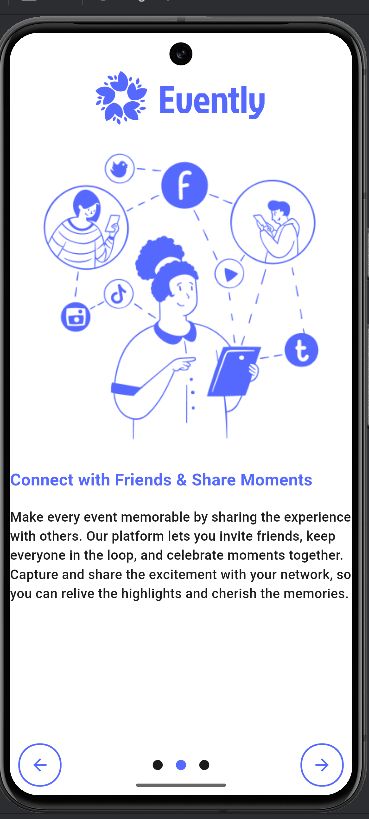 Evently
f
t
Connect with Friends & Share Moments
Make every event memorable by sharing the experience
with others. Our platform lets you invite friends, keep
everyone in the loop, and celebrate moments together.
Capture and share the excitement with your network, so
you can relive the highlights and cherish the memories.